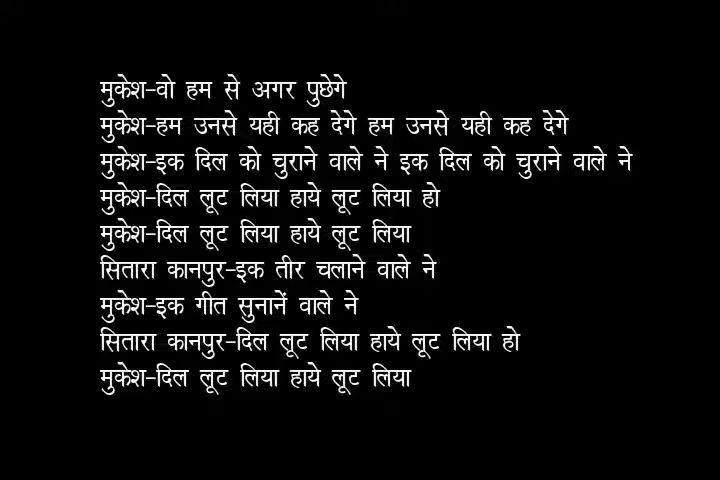 मुकेश-वो हम से अगर पुछेगे
मुकेश-हम उनसे यही कह देगे हम उनसे यही कह देगे
मुकेश-इक दिल को चुराने वाले ने इक दिल को चुराने वाले ने
मुकेश-दिल लूट लिया हाये लूट लिया हो
मुकेश-दिल लूट लिया हाये लूट लिया
सितारा कानपुर-इक तीर चलाने वाले ने
मुकेश-इक गीत सुनानें वाले ने
सितारा कानपुर-दिल लूट लिया हाये लूट लिया हो
मुकेश-दिल लूट लिया हाये लूट लिया